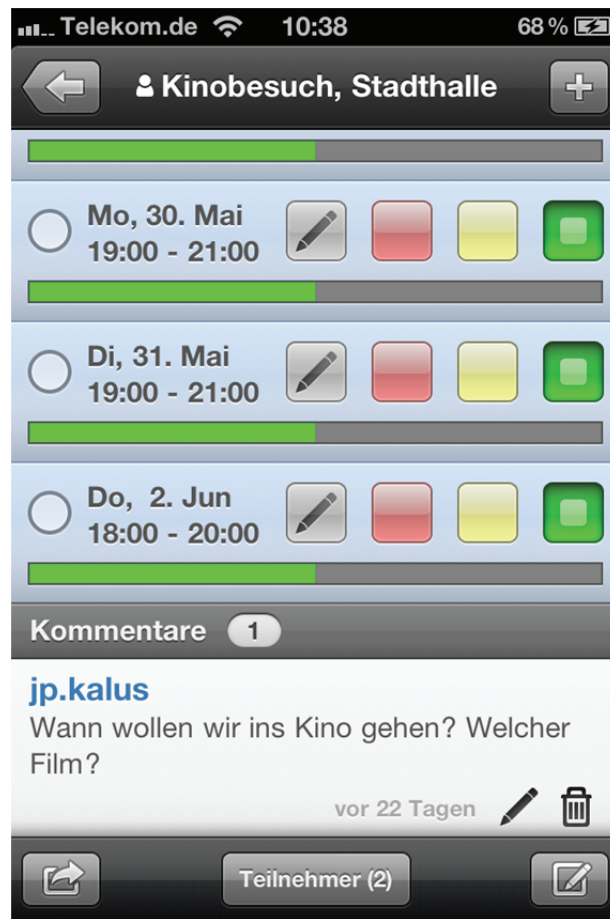 Telekom.de 10:38 68 %
Kinobesuch, Stadthalle
Mo, 30. Mai
19:00 - 21:00
Di, 31. Mai
19:00 - 21:00
Do, 2. Jun
18:00 - 20:00
Kommentare 1
jp.kalus
Wann wollen wir ins Kino gehen? Welcher
Film?
vor 22 Tagen
Teilnehmer (2)